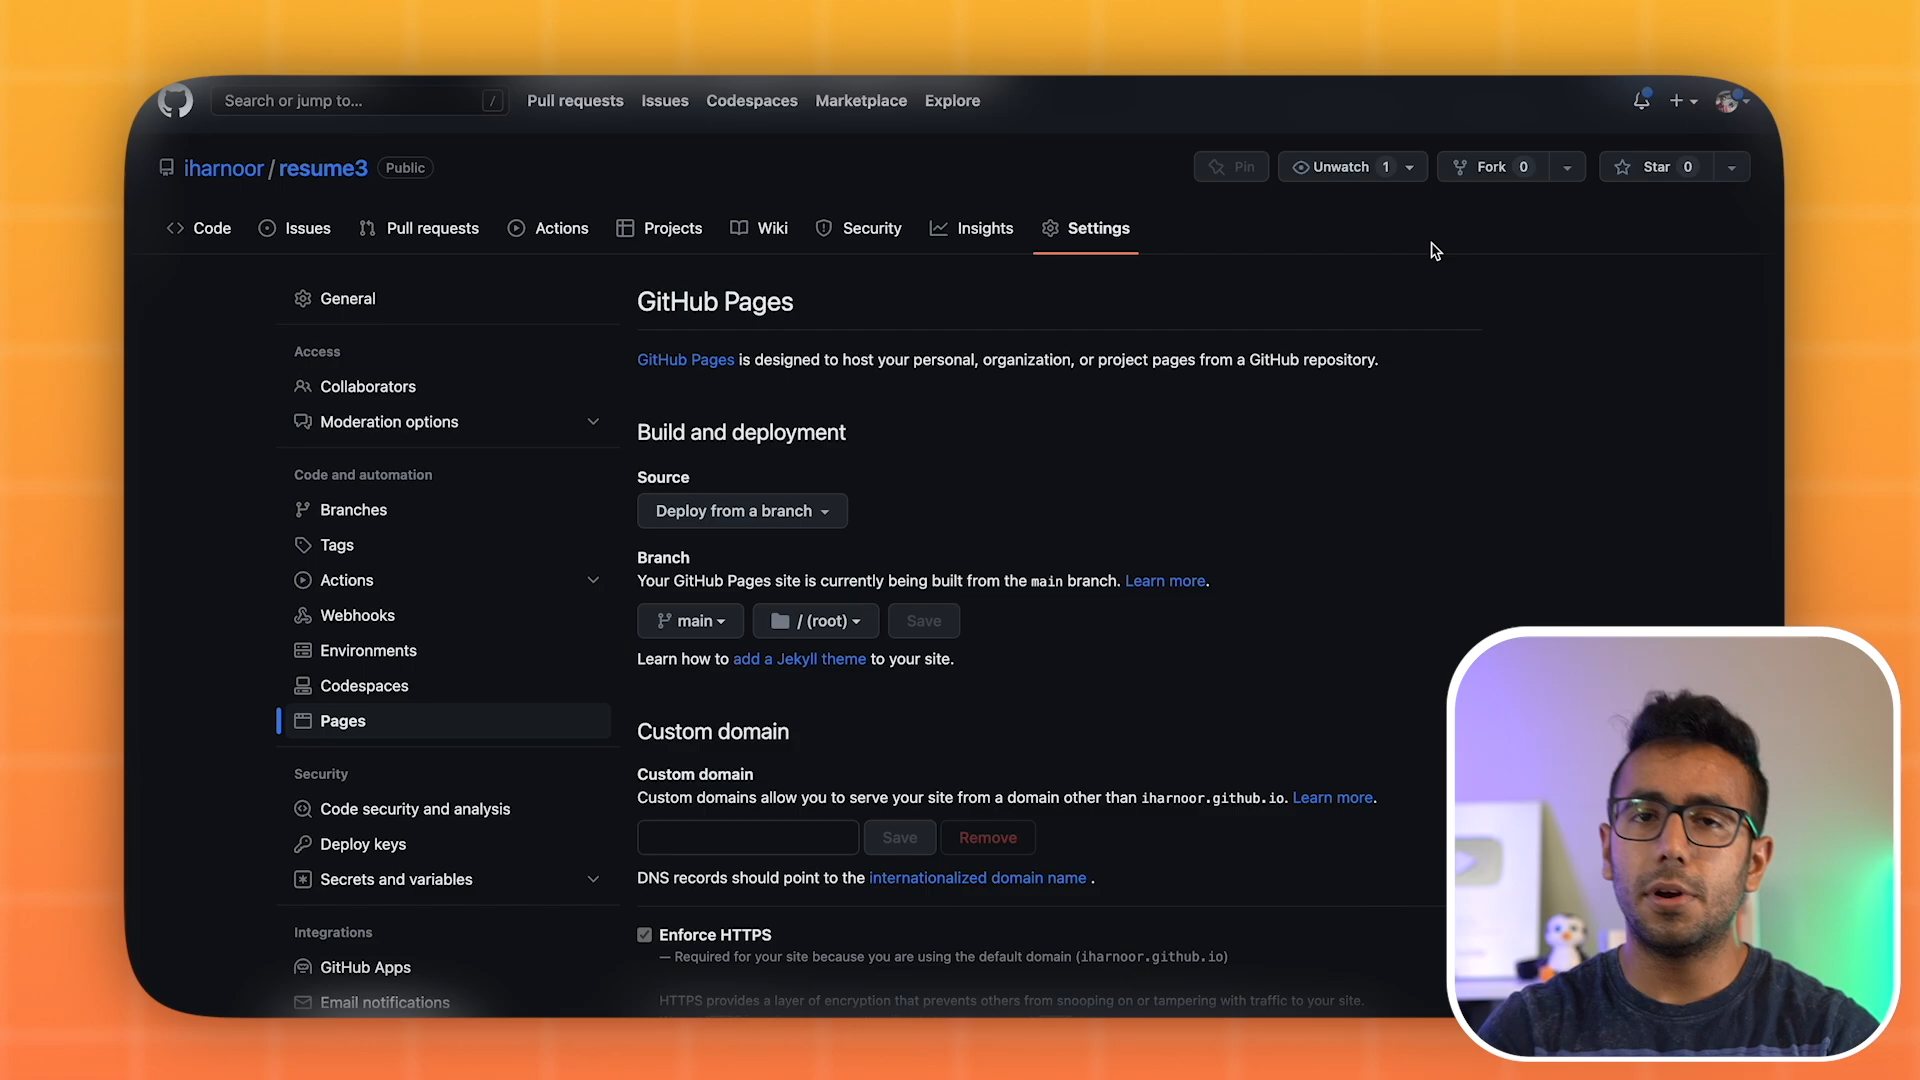 Search or jump to... /
Pull requests Issues Codespaces Marketplace Explore
iharnoor / resume3 Public
Pin
Unwatch 1
Fork 0
Star 0
Code Issues Pull requests Actions Projects Wiki Security Insights Settings
General
Access
Collaborators
Moderation options
Code and automation
Branches
Tags
Actions
Webhooks
Environments
Codespaces
Pages
Security
Code security and analysis
Deploy keys
Secrets and variables
Integrations
GitHub Apps
Email notifications
GitHub Pages
GitHub Pages is designed to host your personal, organization, or project pages from a GitHub repository.
Build and deployment
Source
Deploy from a branch
Branch
Your GitHub Pages site is currently being built from the main branch. Learn more.
main / (root) Save
Learn how to add a Jekyll theme to your site.
Custom domain
Custom domain
Custom domains allow you to serve your site from a domain other than iharnoor.github.io. Learn more.
Save Remove
DNS records should point to the internationalized domain name .
Enforce HTTPS
— Required for your site because you are using the default domain (iharnoor.github.io)
HTTPS provides a layer of encryption that prevents others from snooping on or tampering with traffic to your site.